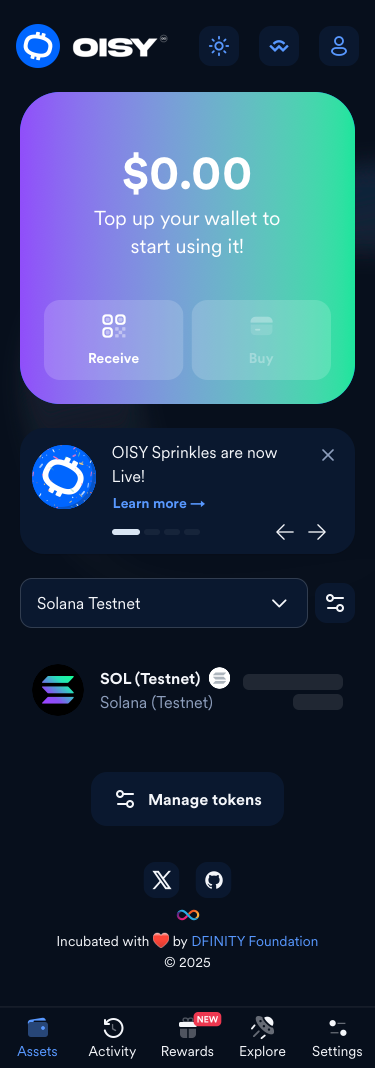 OISY
$0.00
Top up your wallet to
start using it!
Receive
Buy
OISY Sprinkles are now
Live!
Learn more →
Solana Testnet
SOL (Testnet)
Solana (Testnet)
Manage tokens
Incubated with ❤️ by DFINITY Foundation
© 2025
NEW
Assets
Activity
Rewards
Explore
Settings